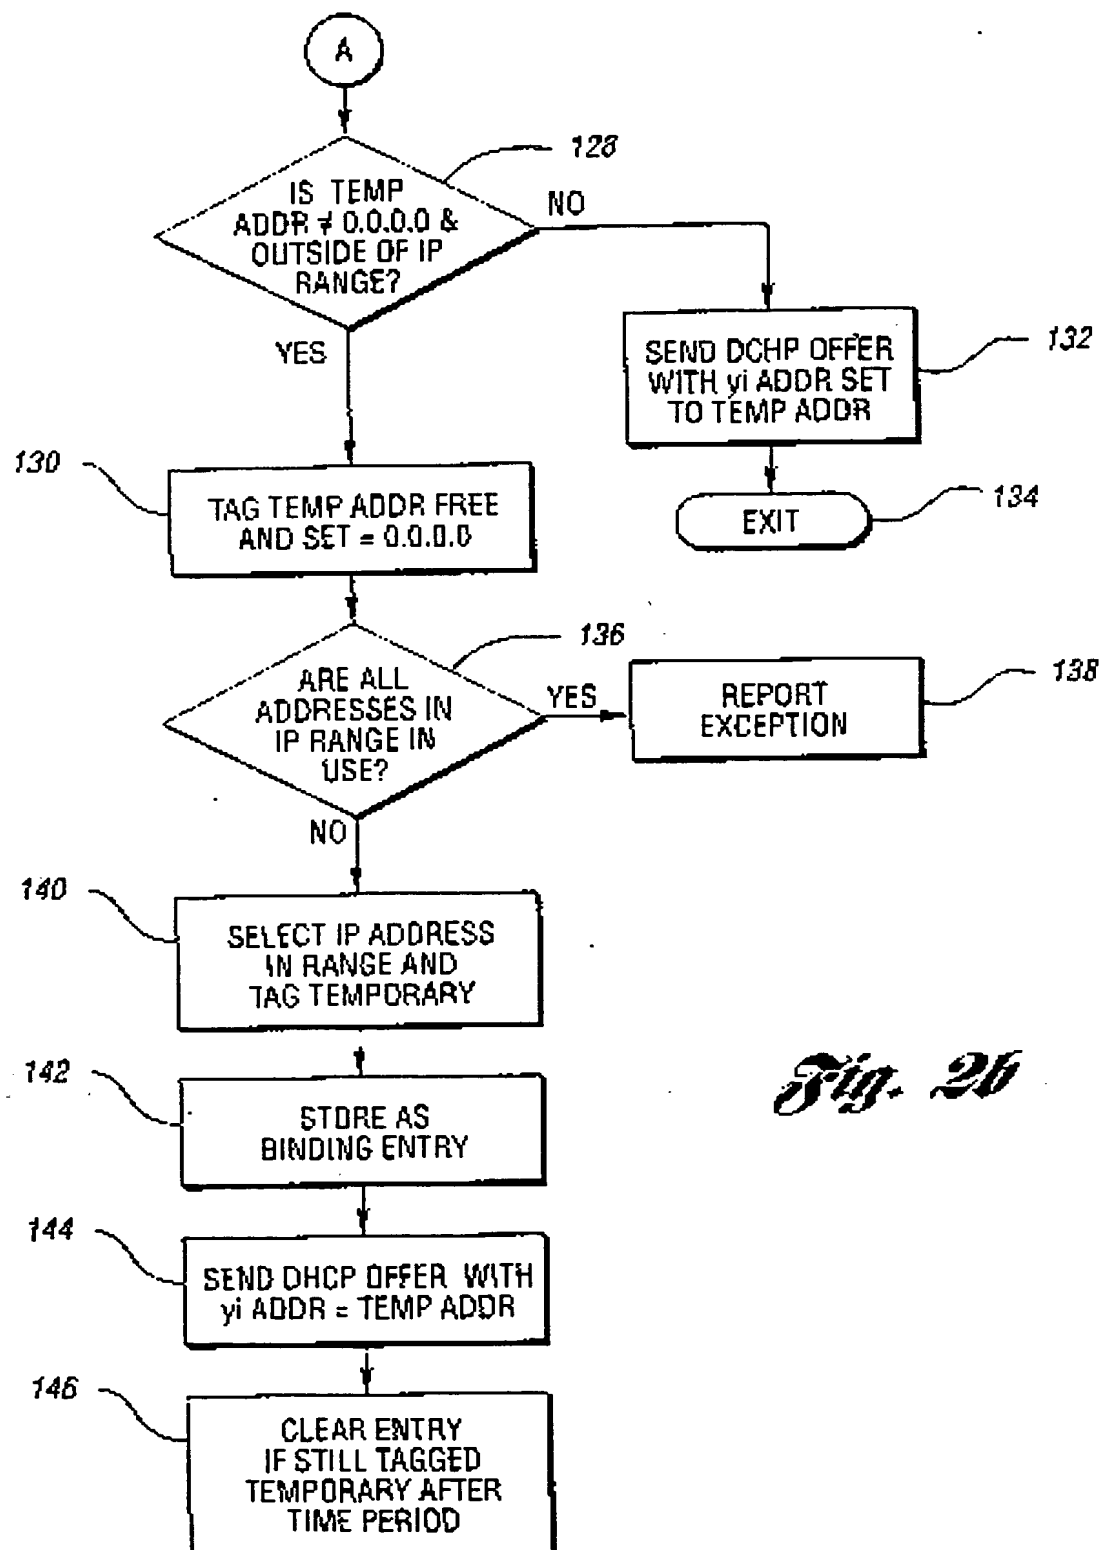 A
128
IS TEMP
ADDR ≠ 0.0.0.0 &
OUTSIDE OF IP
RANGE?
NO
YES
SEND DCHP OFFER
WITH yi ADDR SET
TO TEMP ADDR
132
130
TAG TEMP ADDR FREE
AND SET = 0.0.0.0
EXIT
134
136
ARE ALL
ADDRESSES IN
IP RANGE IN
USE?
YES
REPORT
EXCEPTION
138
NO
140
SELECT IP ADDRESS
IN RANGE AND
TAG TEMPORARY
142
STORE AS
BINDING ENTRY
Fig. 2b
144
SEND DHCP OFFER WITH
yi ADDR = TEMP ADDR
146
CLEAR ENTRY
IF STILL TAGGED
TEMPORARY AFTER
TIME PERIOD